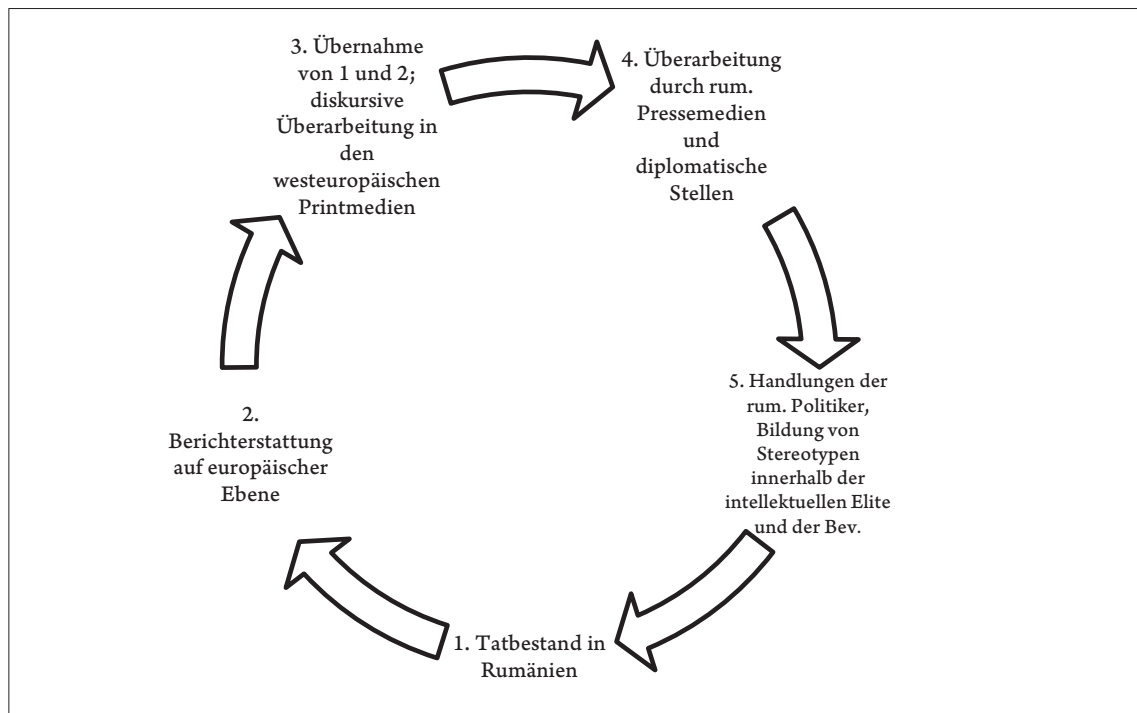 3. Übernahme
von 1 und 2;
diskursive
Überarbeitung in
den
westeuropäischen
Printmedien
4. Überarbeitung
durch rum.
Pressemedien
und
diplomatische
Stellen
5. Handlungen der
rum. Politiker,
Bildung von
Stereotypen
innerhalb der
intellektuellen Elite
und der Bev.
2.
Berichterstattung
auf europäischer
Ebene
1. Tatbestand in
Rumänien